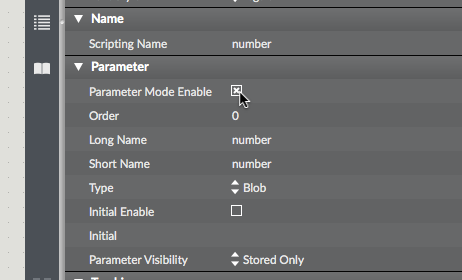 Name
Scripting Name number
Parameter
Parameter Mode Enable
Order 0
Long Name number
Short Name number
Type Blob
Initial Enable
Initial
Parameter Visibility Stored Only